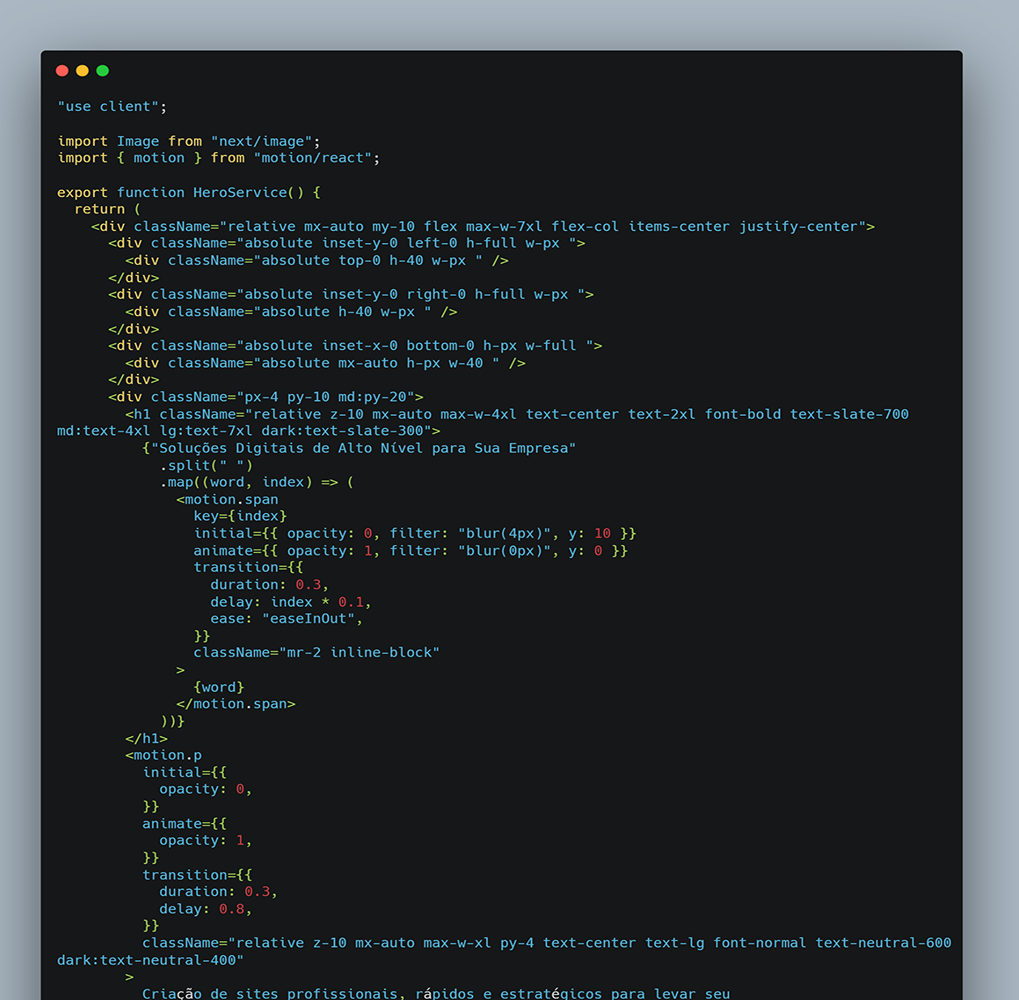 "use client";

import Image from "next/image";
import { motion } from "motion/react";

export function HeroService() {
  return (
    <div className="relative mx-auto my-10 flex max-w-7xl flex-col items-center justify-center">
      <div className="absolute inset-y-0 left-0 h-full w-px ">
        <div className="absolute top-0 h-40 w-px " />
      </div>
      <div className="absolute inset-y-0 right-0 h-full w-px ">
        <div className="absolute h-40 w-px " />
      </div>
      <div className="absolute inset-x-0 bottom-0 h-px w-full ">
        <div className="absolute mx-auto h-px w-40 " />
      </div>
      <div className="px-4 py-10 md:py-20">
        <h1 className="relative z-10 mx-auto max-w-4xl text-center text-2xl font-bold text-slate-700
md:text-4xl lg:text-7xl dark:text-slate-300">
          {"Soluções Digitais de Alto Nível para Sua Empresa"
            .split(" ")
            .map((word, index) => (
              <motion.span
                key={index}
                initial={{ opacity: 0, filter: "blur(4px)", y: 10 }}
                animate={{ opacity: 1, filter: "blur(0px)", y: 0 }}
                transition={{
                  duration: 0.3,
                  delay: index * 0.1,
                  ease: "easeInOut",
                }}
                className="mr-2 inline-block"
              >
                {word}
              </motion.span>
            ))}
        </h1>
        <motion.p
          initial={{
            opacity: 0,
          }}
          animate={{
            opacity: 1,
          }}
          transition={{
            duration: 0.3,
            delay: 0.8,
          }}
          className="relative z-10 mx-auto max-w-xl py-4 text-center text-lg font-normal text-neutral-600
dark:text-neutral-400"
        >
          Criação de sites profissionais, rápidos e estratégicos para levar seu